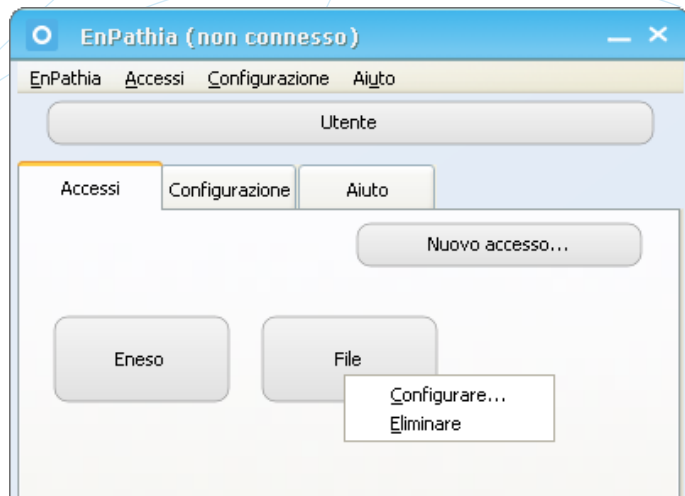 EnPathia (non connesso)
EnPathia Accessi Configurazione Aiuto
Utente
Accessi Configurazione Aiuto
Nuovo accesso...
Eneso File
Configurare...
Eliminare